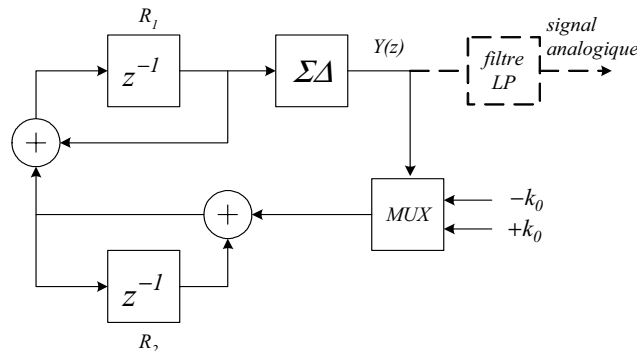 R₁
z⁻¹
ΣΔ
Y(z)
filtre
LP
signal
analogique
+
+
MUX
−k₀
+k₀
z⁻¹
R₂